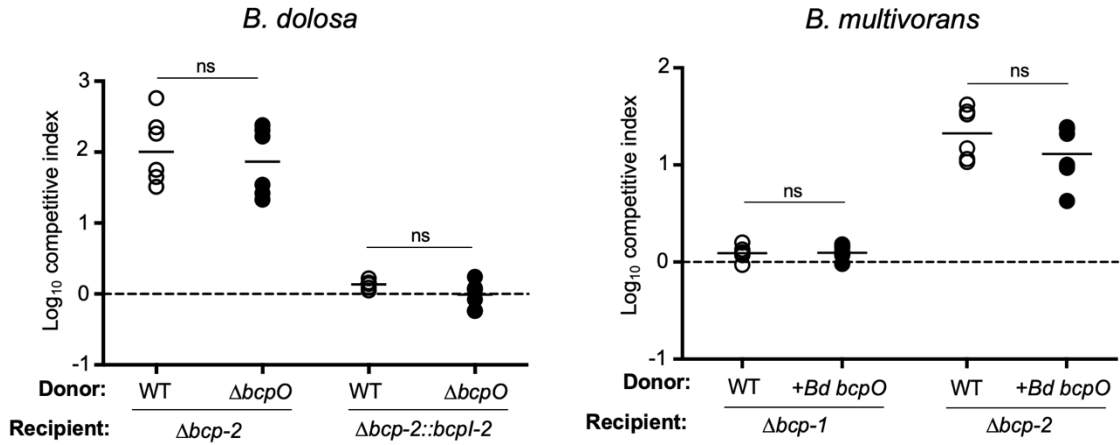 B. dolosa
Log₁₀ competitive index
3
2
1
0
-1
ns
ns
Donor: WT ΔbcpO WT ΔbcpO
Recipient: Δbcp-2 Δbcp-2::bcpI-2
B. multivorans
Log₁₀ competitive index
2
1
0
-1
ns
ns
Donor: WT +Bd bcpO WT +Bd bcpO
Recipient: Δbcp-1 Δbcp-2